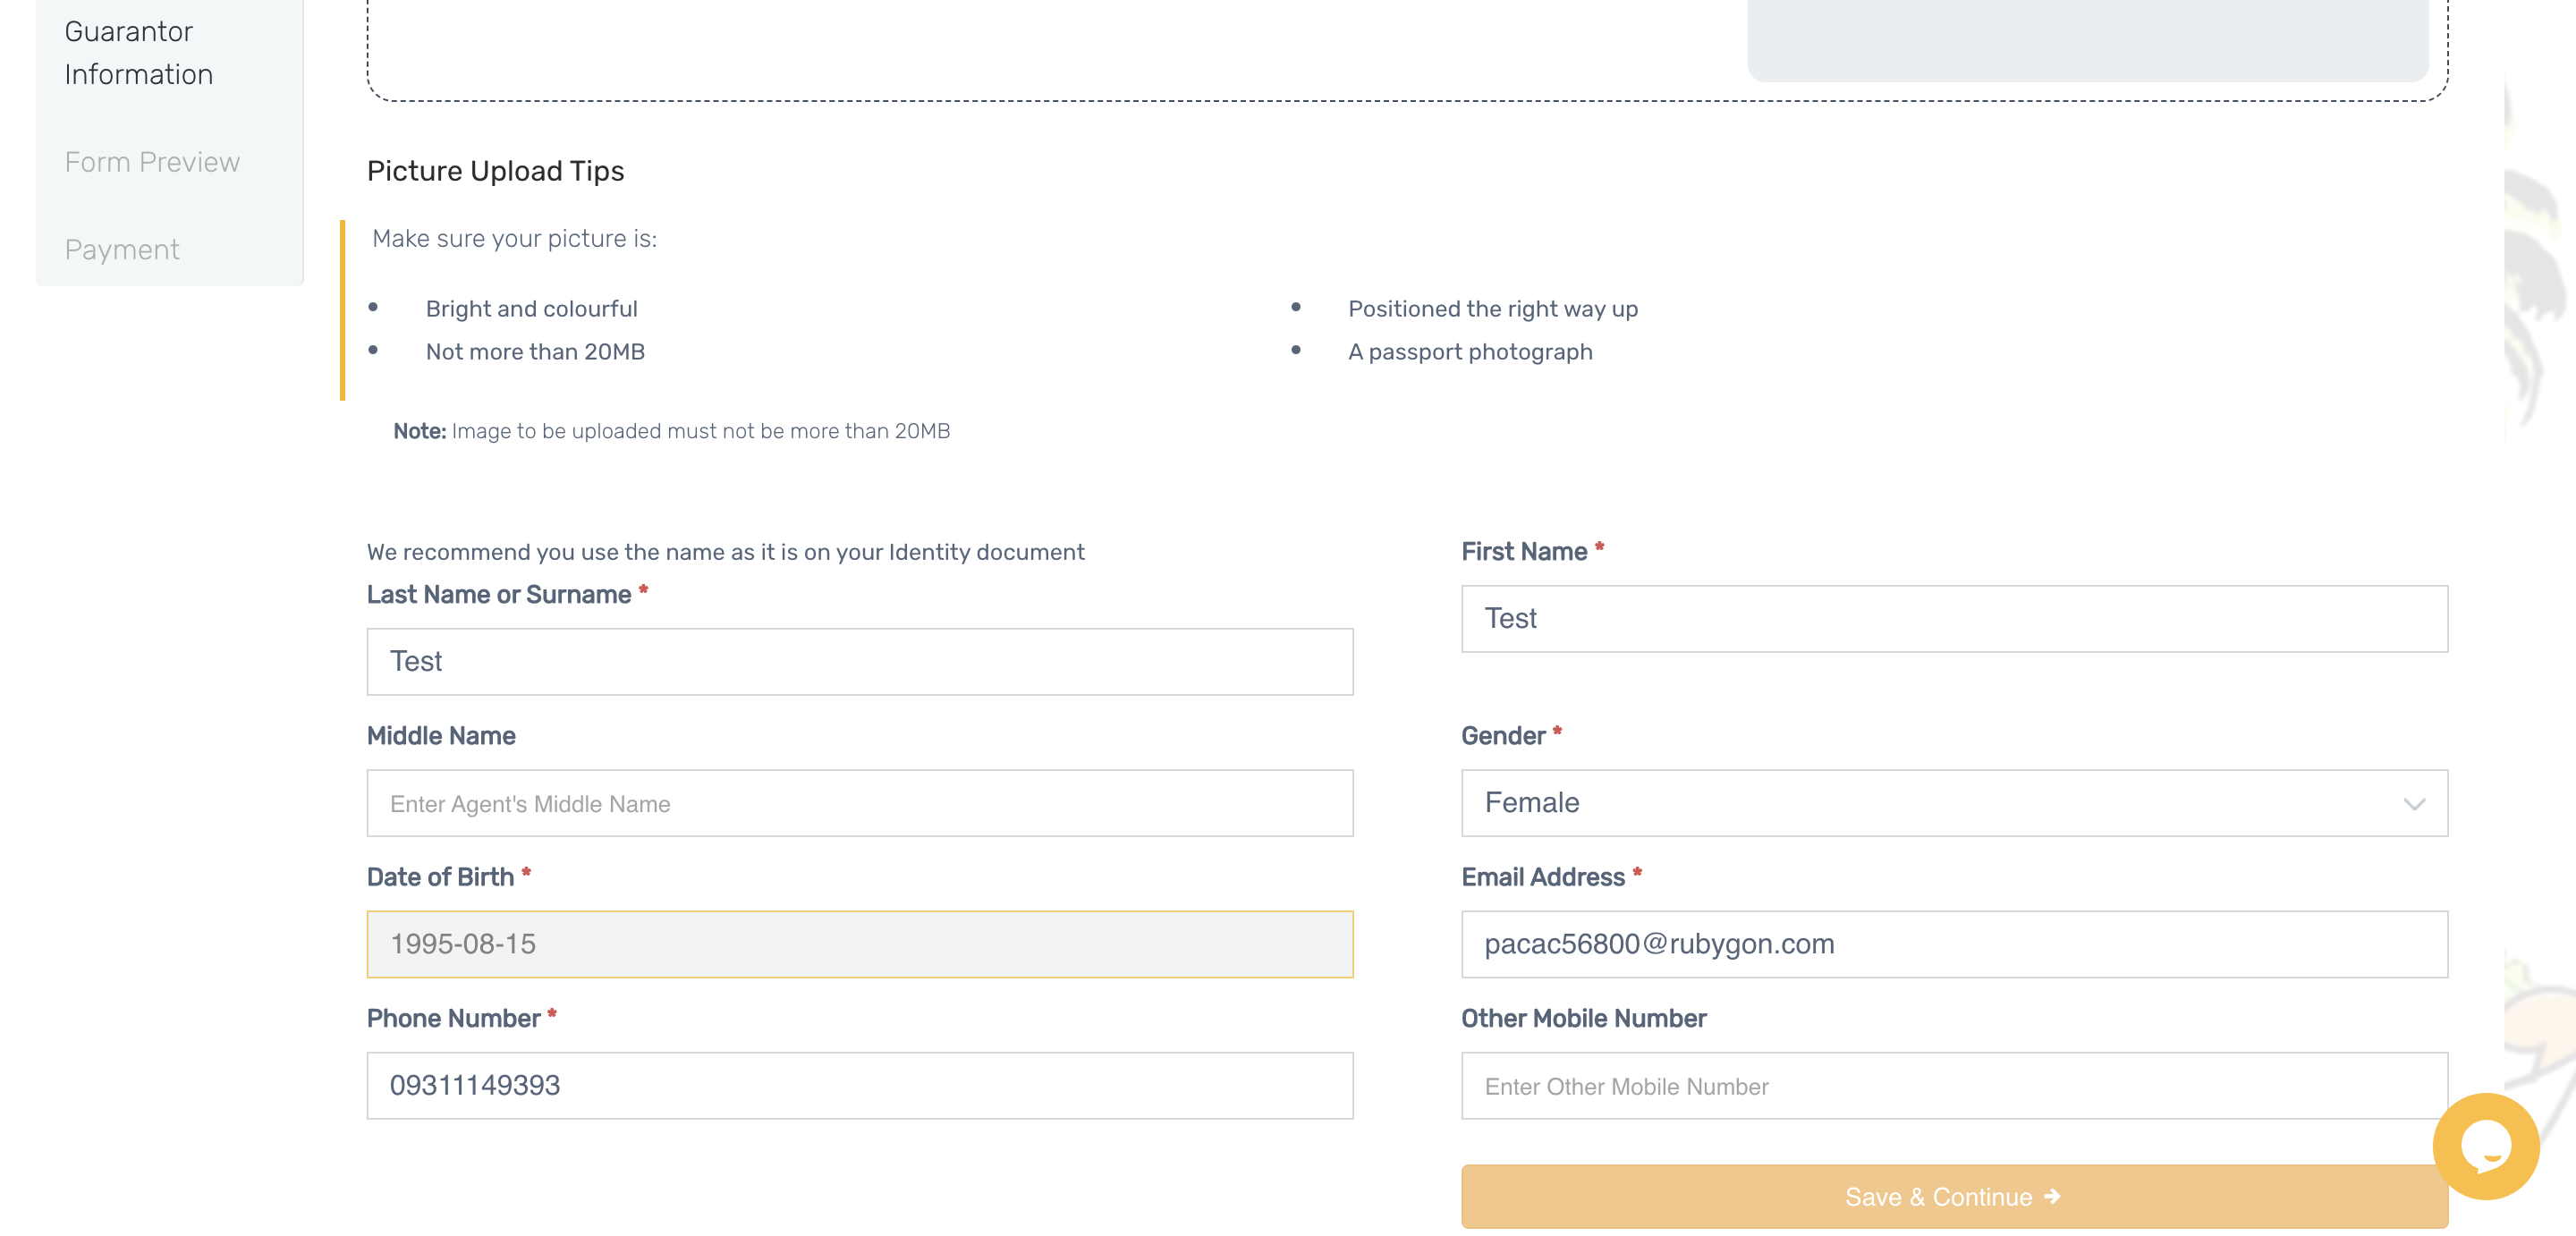 Guarantor
Information
Form Preview
Payment
Picture Upload Tips
Make sure your picture is:
Bright and colourful
Not more than 20MB
Positioned the right way up
A passport photograph
Note: Image to be uploaded must not be more than 20MB
We recommend you use the name as it is on your Identity document
Last Name or Surname *
Test
First Name *
Test
Middle Name
Enter Agent's Middle Name
Gender *
Female
Date of Birth *
1995-08-15
Email Address *
pacac56800@rubygon.com
Phone Number *
09311149393
Other Mobile Number
Enter Other Mobile Number
Save & Continue →